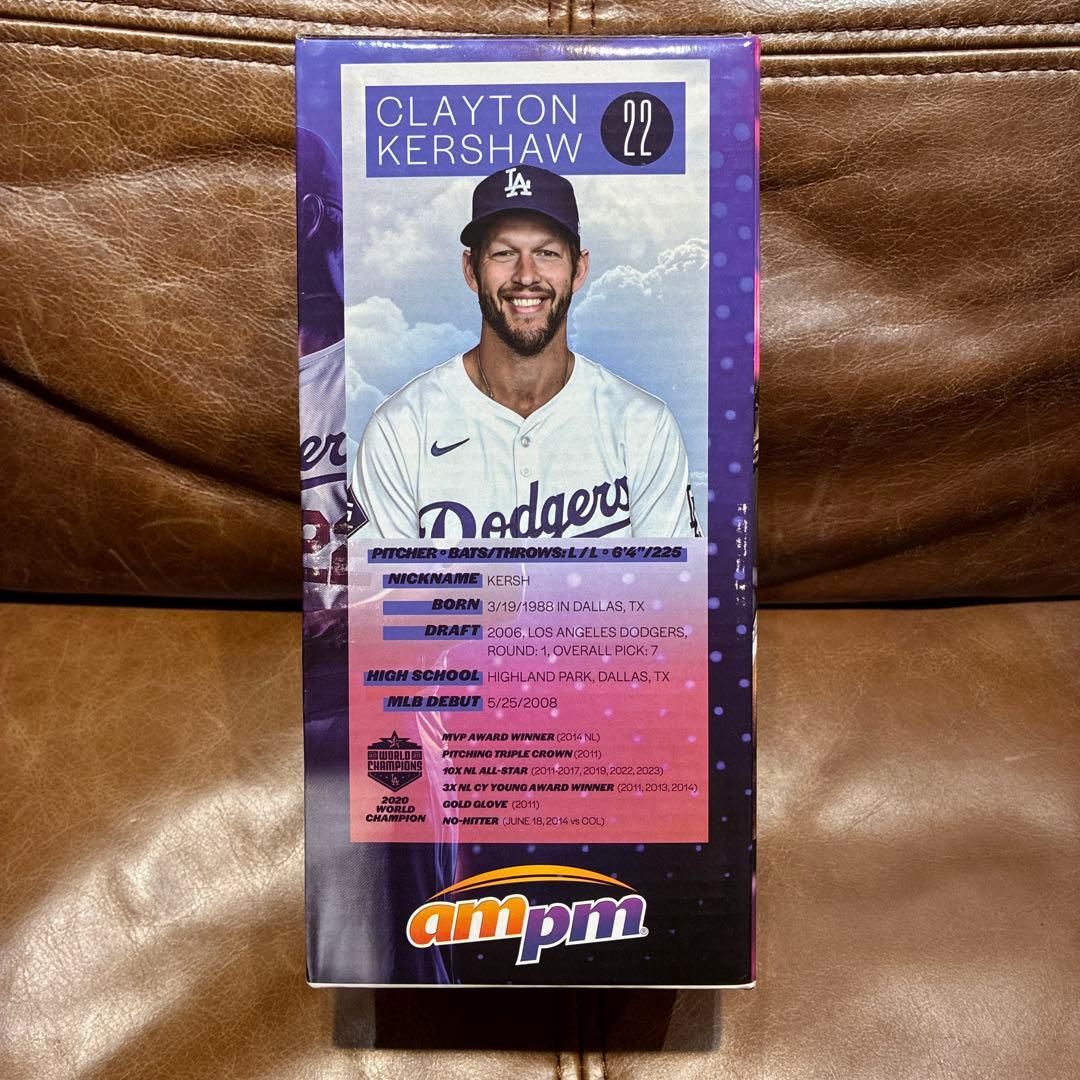 CLAYTON
KERSHAW
22
LA
er
Dodgers
PITCHER • BATS/THROWS: L / L • 6'4"/225
NICKNAME KERSH
BORN 3/19/1988 IN DALLAS, TX
DRAFT 2006, LOS ANGELES DODGERS,
ROUND: 1, OVERALL PICK: 7
HIGH SCHOOL HIGHLAND PARK, DALLAS, TX
MLB DEBUT 5/25/2008
WORLD
CHAMPIONS
LA
2020
WORLD
CHAMPION
MVP AWARD WINNER (2014 NL)
PITCHING TRIPLE CROWN (2011)
10X NL ALL-STAR (2011-2017, 2019, 2022, 2023)
3X NL CY YOUNG AWARD WINNER (2011, 2013, 2014)
GOLD GLOVE (2011)
NO-HITTER (JUNE 18, 2014 vs COL)
ampm®